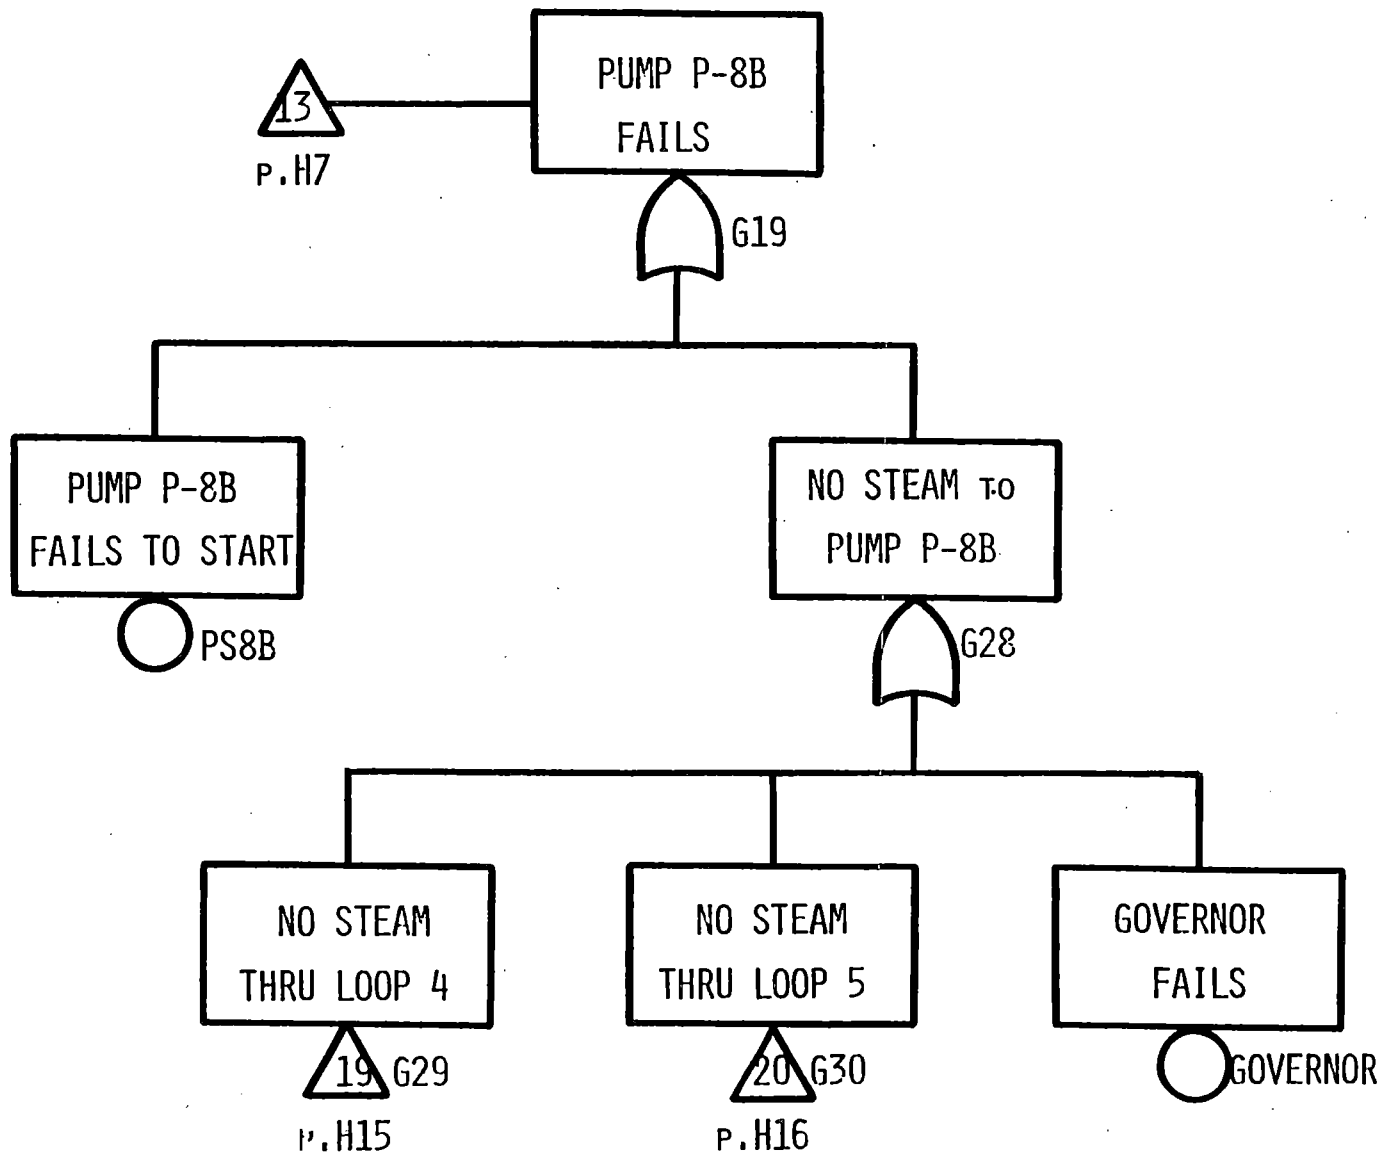 PUMP P-8B
FAILS
13
P.H7
G19
PUMP P-8B
FAILS TO START
PS8B
NO STEAM TO
PUMP P-8B
G28
NO STEAM
THRU LOOP 4
19 G29
P.H15
NO STEAM
THRU LOOP 5
20 G30
P.H16
GOVERNOR
FAILS
GOVERNOR